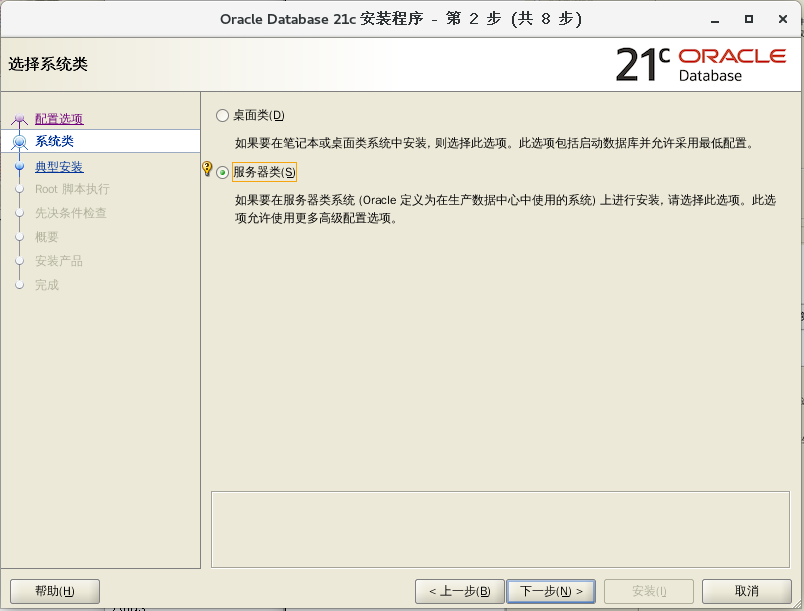 Oracle Database 21c 安装程序 - 第 2 步 (共 8 步)
选择系统类
21c ORACLE
Database
配置选项
系统类
典型安装
Root 脚本执行
先决条件检查
概要
安装产品
完成
桌面类(D)
如果要在笔记本或桌面类系统中安装, 则选择此选项。此选项包括启动数据库并允许采用最低配置。
服务器类(S)
如果要在服务器类系统 (Oracle 定义为在生产数据中心中使用的系统) 上进行安装, 请选择此选项。此选
项允许使用更多高级配置选项。
帮助(H)
< 上一步(B)
下一步(N) >
安装(I)
取消